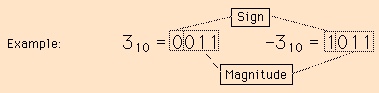 Sign
Example: 3₁₀ = 0011 -3₁₀ = 1011
Magnitude